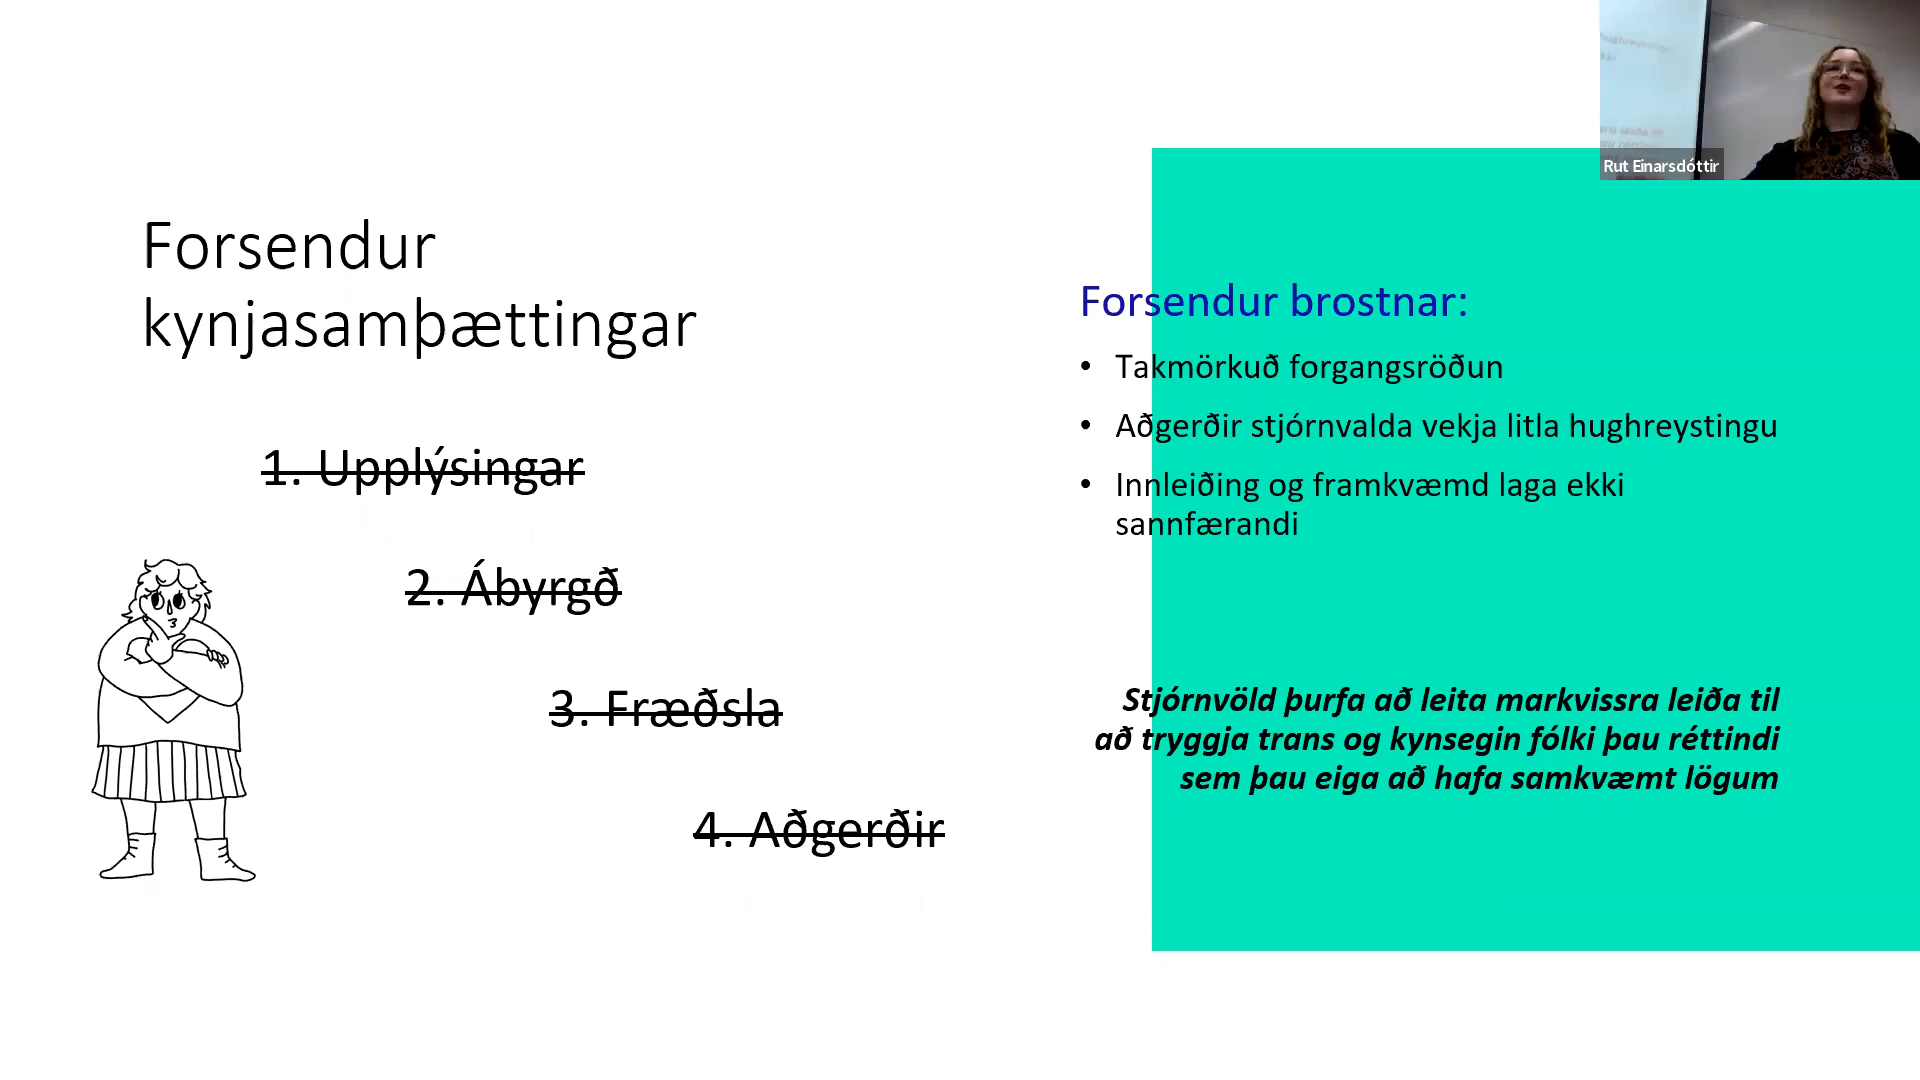 Forsendur
kynjasamþættingar
1. Upplýsingar
2. Ábyrgð
3. Fræðsla
4. Aðgerðir
Forsendur brostnar:
• Takmörkuð forgangsröðun
• Aðgerðir stjórnvalda vekja litla hughreystingu
• Innleiðing og framkvæmd laga ekki
sannfærandi
Stjórnvöld þurfa að leita markvissra leiða til
að tryggja trans og kynsegin fólki þau réttindi
sem þau eiga að hafa samkvæmt lögum
Rut Einarsdóttir